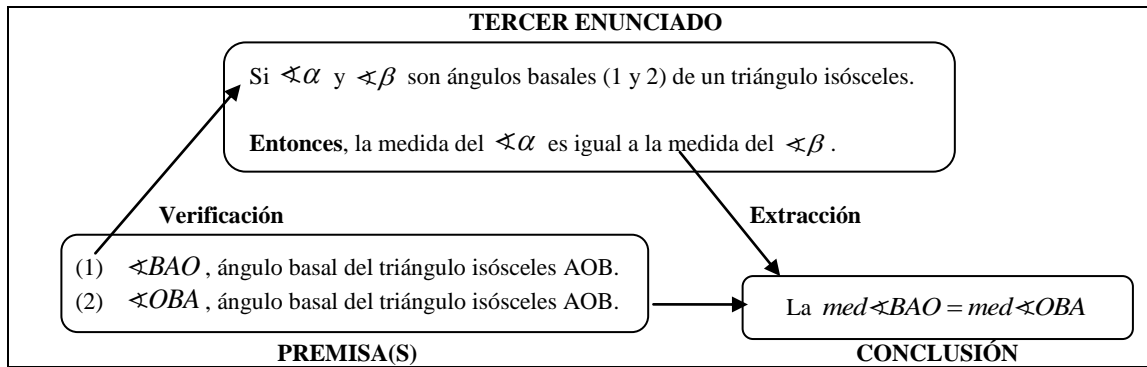 TERCER ENUNCIADO
Si ∢α y ∢β son ángulos basales (1 y 2) de un triángulo isósceles.
Entonces, la medida del ∢α es igual a la medida del ∢β.
Verificación
Extracción
(1) ∢BAO, ángulo basal del triángulo isósceles AOB.
(2) ∢OBA, ángulo basal del triángulo isósceles AOB.
La med∢BAO = med∢OBA
PREMISA(S)
CONCLUSIÓN